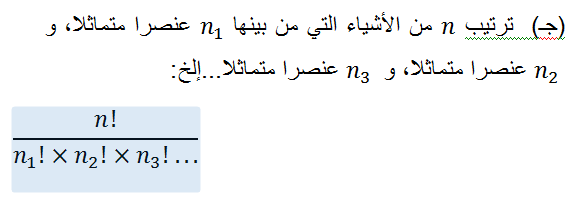 (جـ) ترتيب n من الأشياء التي من بينها n₁ عنصرا متماثلا، و
n₂ عنصرا متماثلا، و n₃ عنصرا متماثلا...إلخ:
n!
n₁! × n₂! × n₃! ...